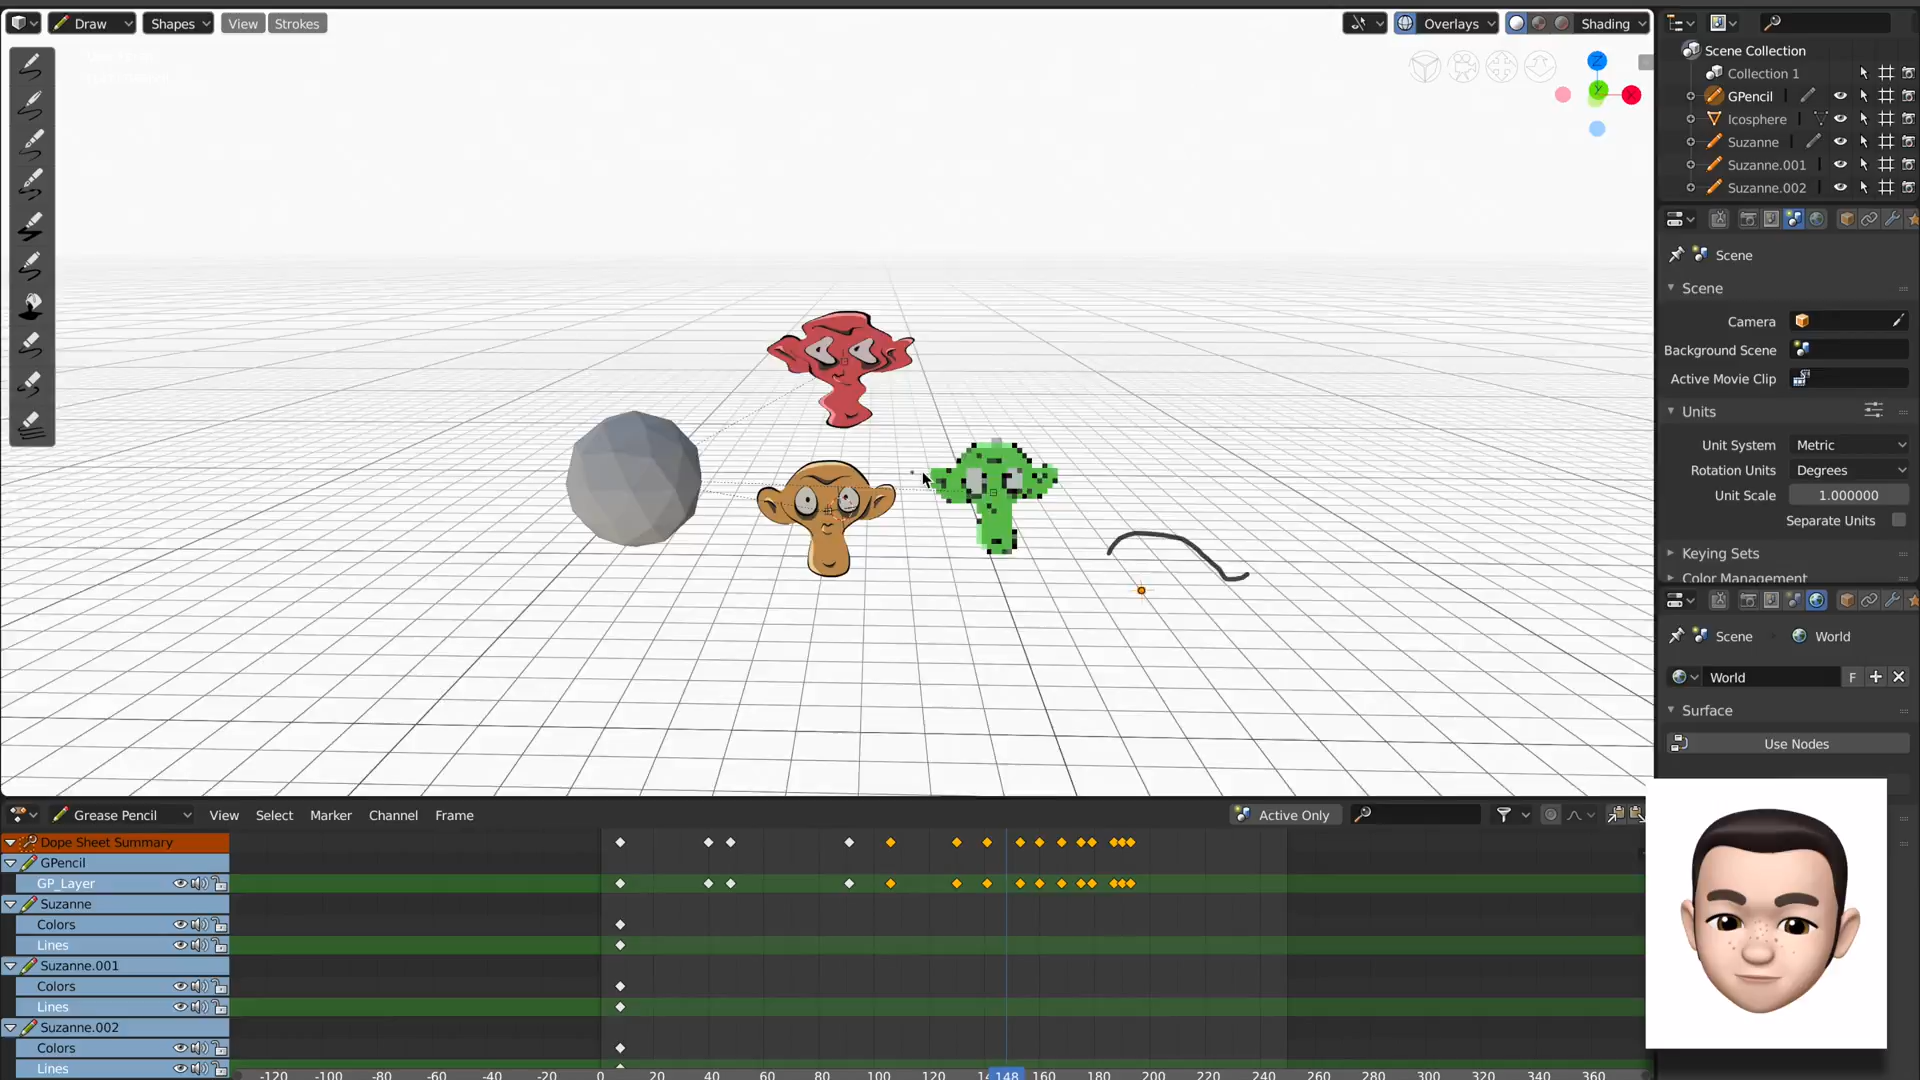 Draw Shapes View Strokes Overlays Shading
Z
Y
X
Scene Collection
Collection 1
GPencil
Icosphere
Suzanne
Suzanne.001
Suzanne.002
Scene
Scene
Camera
Background Scene
Active Movie Clip
Units
Unit System Metric
Rotation Units Degrees
Unit Scale 1.000000
Separate Units
Keying Sets
Color Management
Scene World
World F
Surface
Use Nodes
Grease Pencil View Select Marker Channel Frame Active Only
Dope Sheet Summary
GPencil
GP_Layer
Suzanne
Colors
Lines
Suzanne.001
Colors
Lines
Suzanne.002
Colors
Lines
-120 -100 -80 -60 -40 -20 0 20 40 60 80 100 120 148 160 180 200 220 240 260 280 300 320 340 360